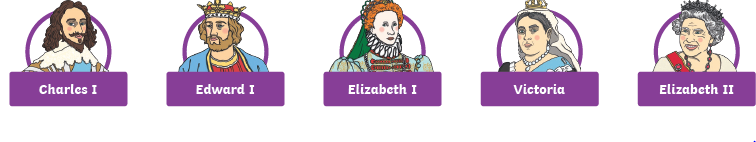 Charles I
Edward I
Elizabeth I
Victoria
Elizabeth II